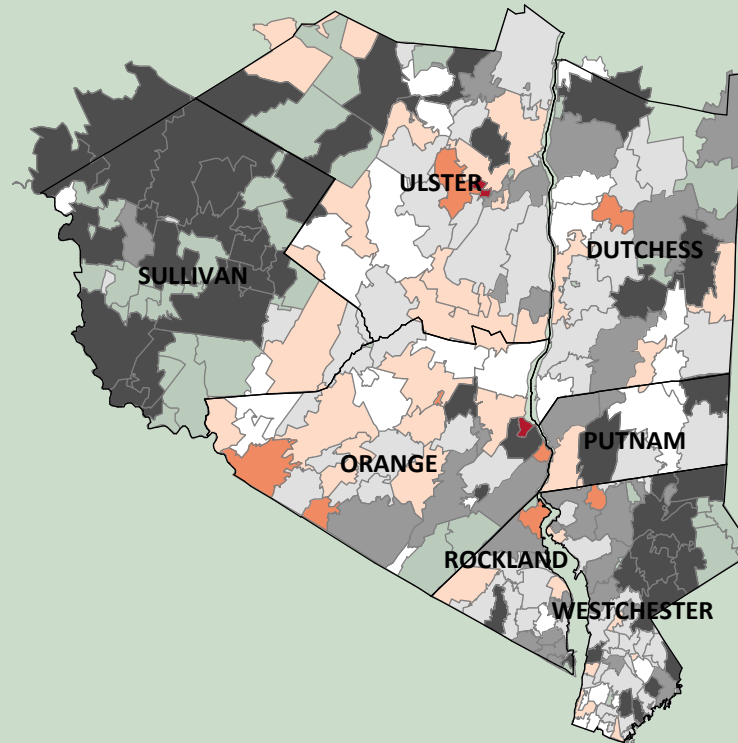 ULSTER
DUTCHESS
SULLIVAN
ORANGE
PUTNAM
ROCKLAND
WESTCHESTER